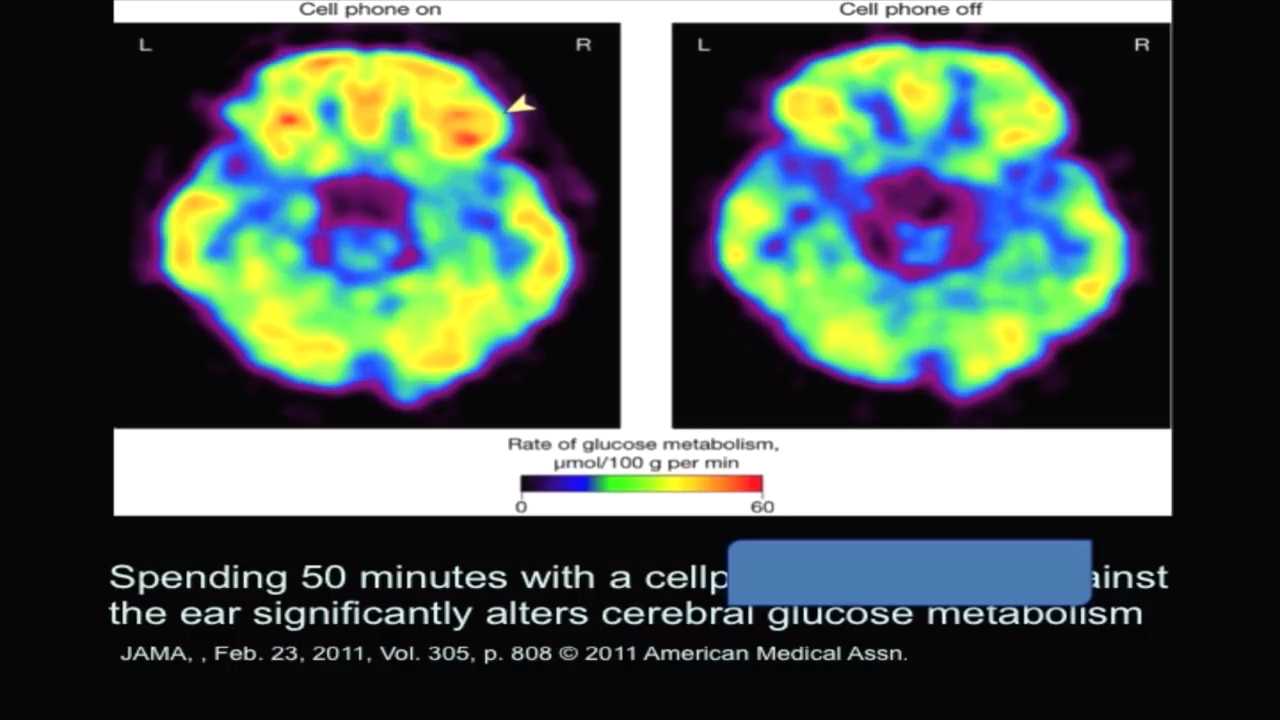 Cell phone on
Cell phone off
L
R
L
R
Rate of glucose metabolism,
µmol/100 g per min
0
60
Spending 50 minutes with a cellp ainst
the ear significantly alters cerebral glucose metabolism
JAMA, , Feb. 23, 2011, Vol. 305, p. 808 © 2011 American Medical Assn.